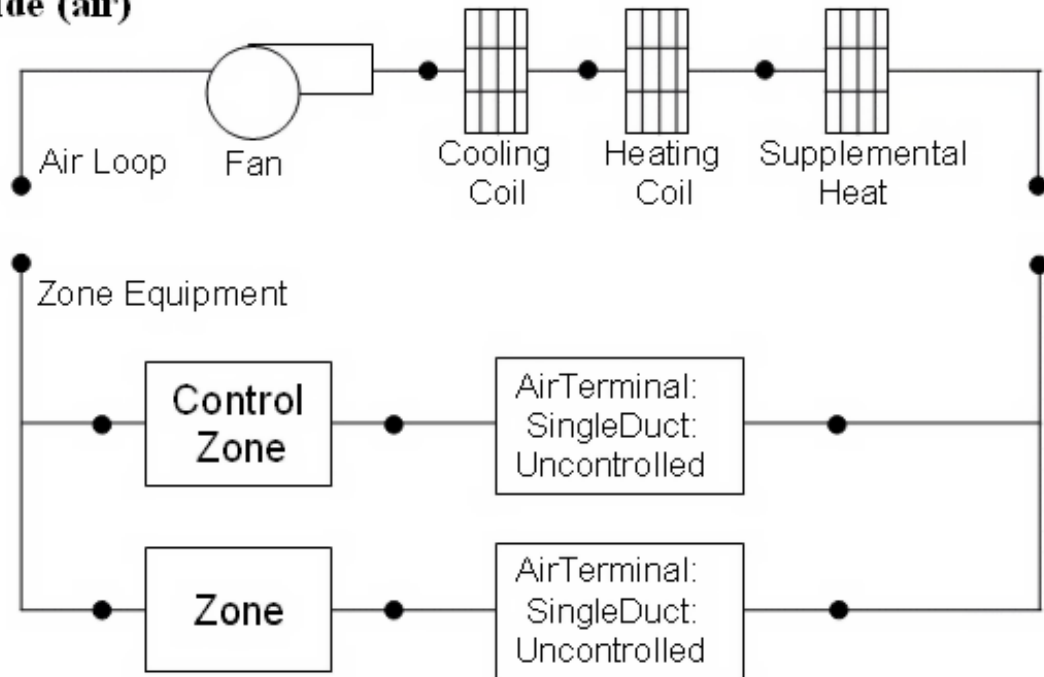 (air)
Air Loop
Fan
Cooling
Coil
Heating
Coil
Supplemental
Heat
Zone Equipment
Control
Zone
AirTerminal:
SingleDuct:
Uncontrolled
Zone
AirTerminal:
SingleDuct:
Uncontrolled